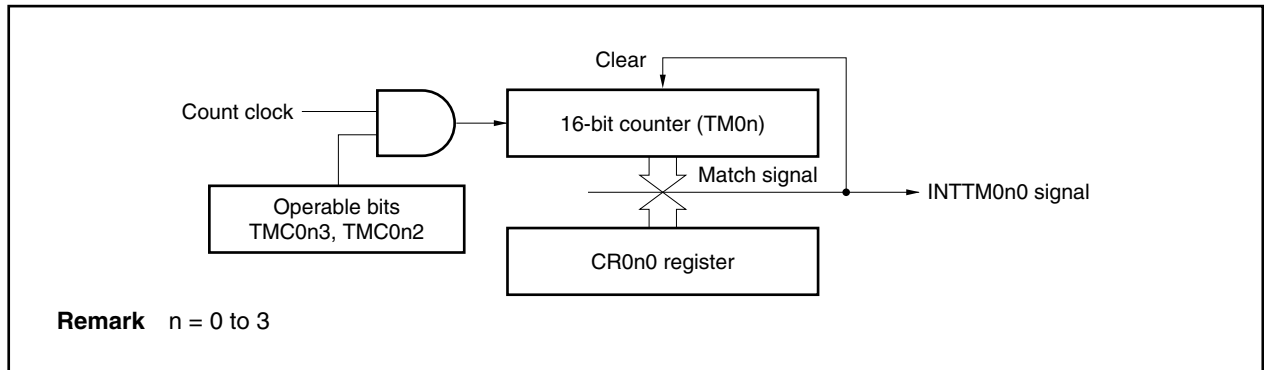 Clear
Count clock
16-bit counter (TM0n)
Match signal
INTTM0n0 signal
Operable bits
TMC0n3, TMC0n2
CR0n0 register
Remark n = 0 to 3